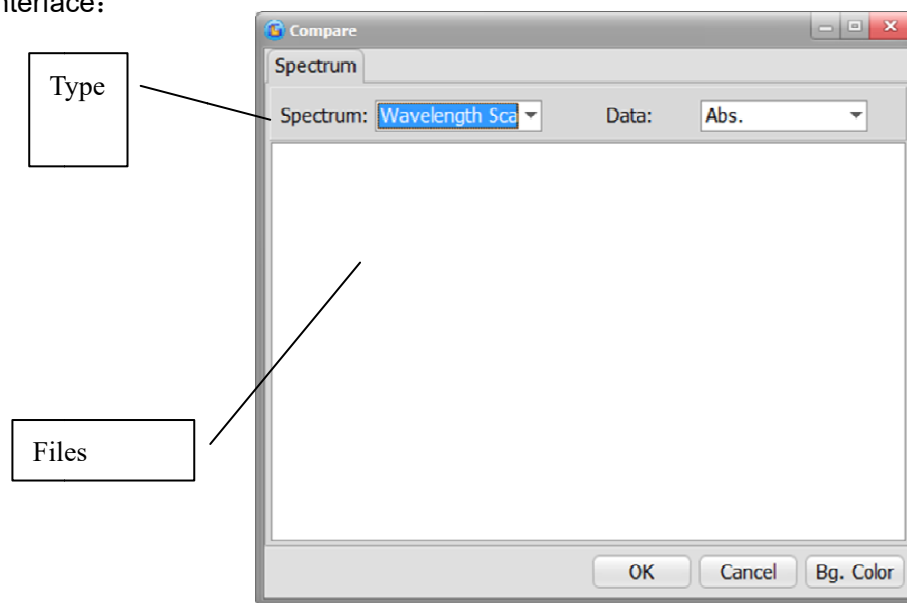 nterface：
Compare
Type
Spectrum
Spectrum: Wavelength Sca Data: Abs.
Files
OK Cancel Bg. Color